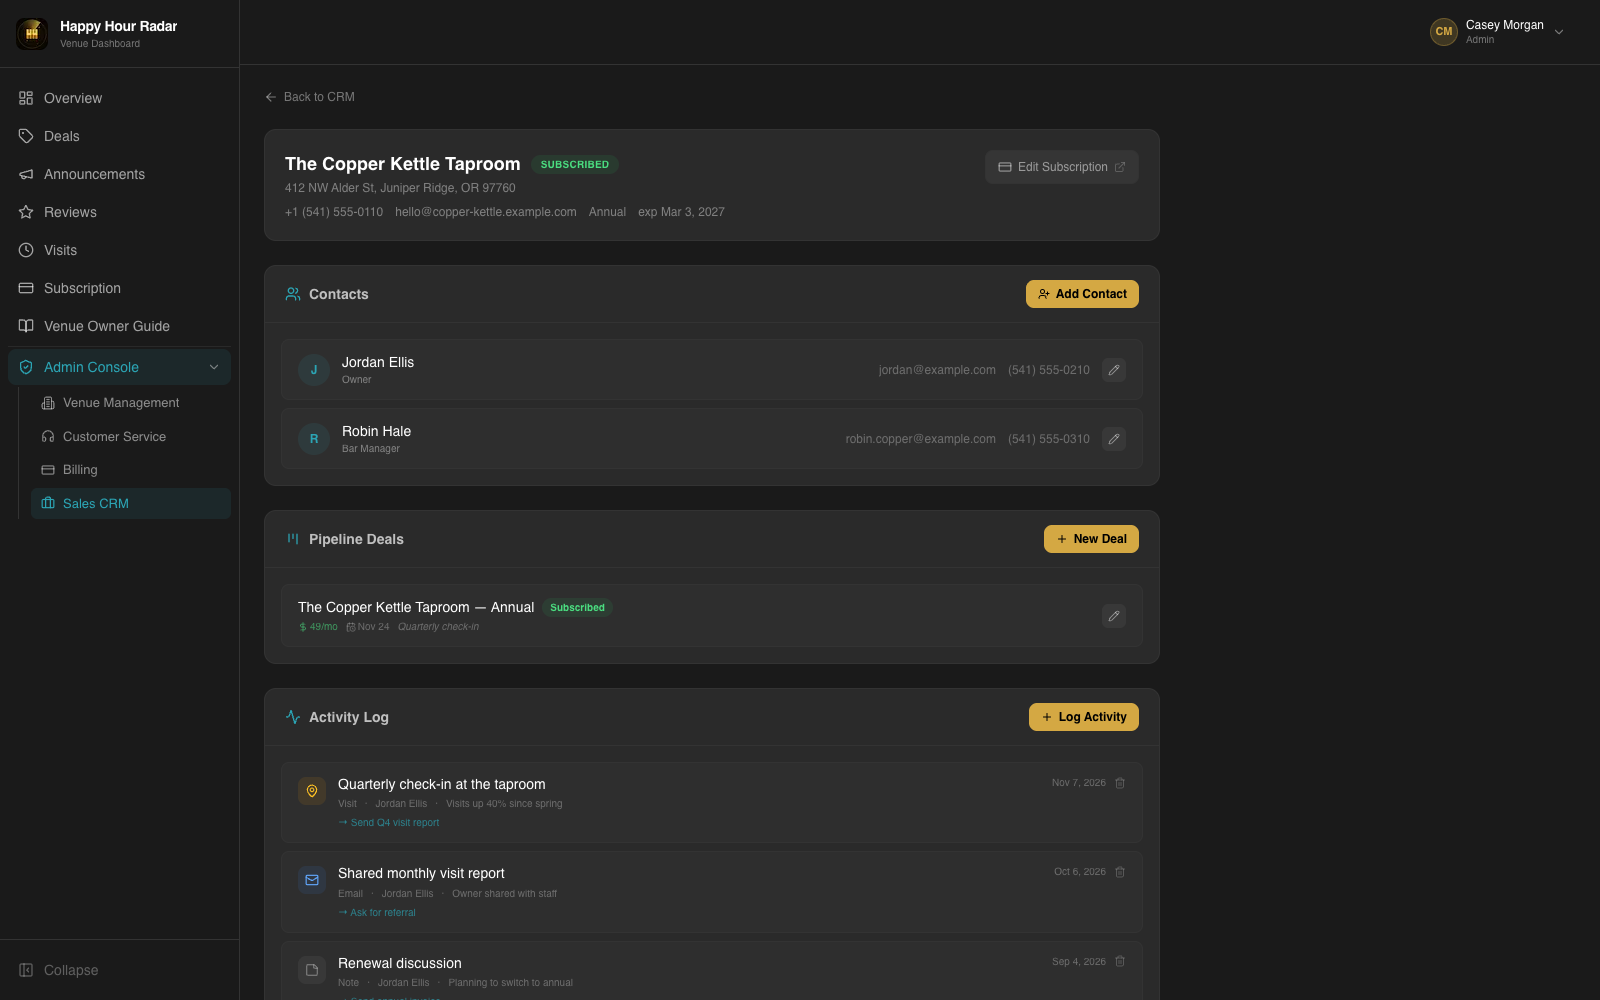 Happy Hour Radar
Venue Dashboard
CM
Casey Morgan
Admin
Overview
Deals
Announcements
Reviews
Visits
Subscription
Venue Owner Guide
Admin Console
Venue Management
Customer Service
Billing
Sales CRM
Collapse
Back to CRM
The Copper Kettle Taproom SUBSCRIBED
Edit Subscription
412 NW Alder St, Juniper Ridge, OR 97760
+1 (541) 555-0110 hello@copper-kettle.example.com Annual exp Mar 3, 2027
Contacts
Add Contact
J
Jordan Ellis
Owner
jordan@example.com (541) 555-0210
R
Robin Hale
Bar Manager
robin.copper@example.com (541) 555-0310
Pipeline Deals
+ New Deal
The Copper Kettle Taproom — Annual Subscribed
$ 49/mo Nov 24 Quarterly check-in
Activity Log
+ Log Activity
Quarterly check-in at the taproom
Nov 7, 2026
Visit · Jordan Ellis · Visits up 40% since spring
→ Send Q4 visit report
Shared monthly visit report
Oct 6, 2026
Email · Jordan Ellis · Owner shared with staff
→ Ask for referral
Renewal discussion
Sep 4, 2026
Note · Jordan Ellis · Planning to switch to annual